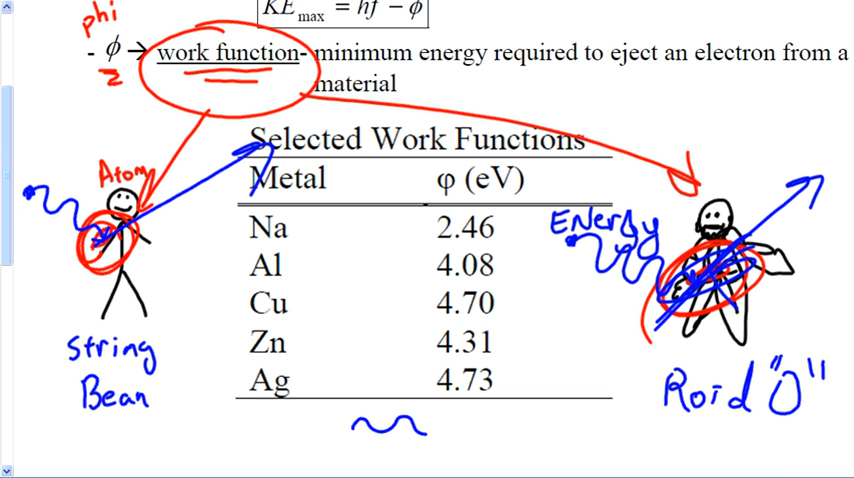 KE max = hf − ϕ
phi
- ϕ → work function- minimum energy required to eject an electron from a
material
Selected Work Functions
Atom
Metal φ (eV)
Energy
Na 2.46
Al 4.08
Cu 4.70
Zn 4.31
Ag 4.73
String
Bean
Roid "O"